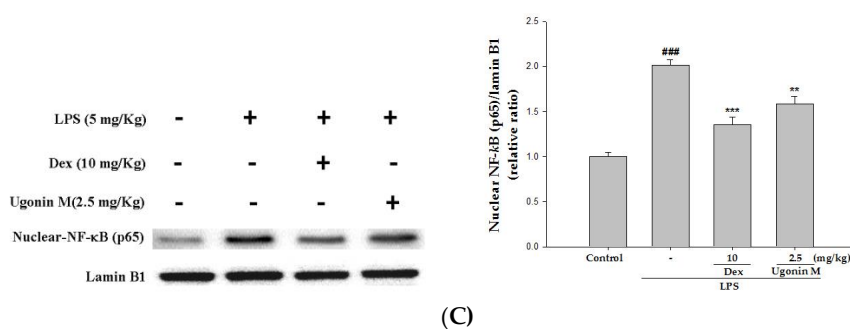 LPS (5 mg/Kg) - + + +
Dex (10 mg/Kg) - - + -
Ugonin M(2.5 mg/Kg) - - - +
Nuclear-NF-κB (p65)
Lamin B1
Nuclear NF-kB (p65)/lamin B1
(relative ratio)
2.5
2.0
1.5
1.0
0.5
0.0
###
***
**
Control - 10 2.5 (mg/kg)
Dex Ugonin M
LPS
(C)